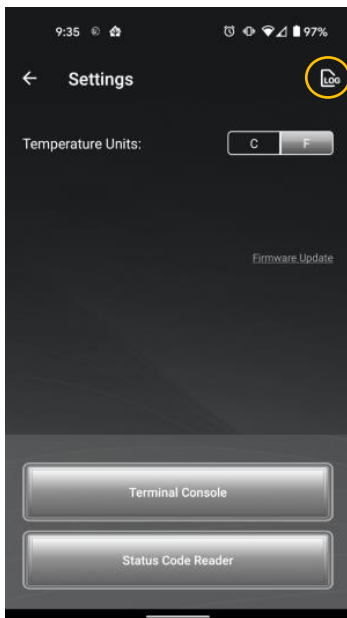 9:35 97%
Settings LOG
Temperature Units: C F
Firmware Update
Terminal Console
Status Code Reader